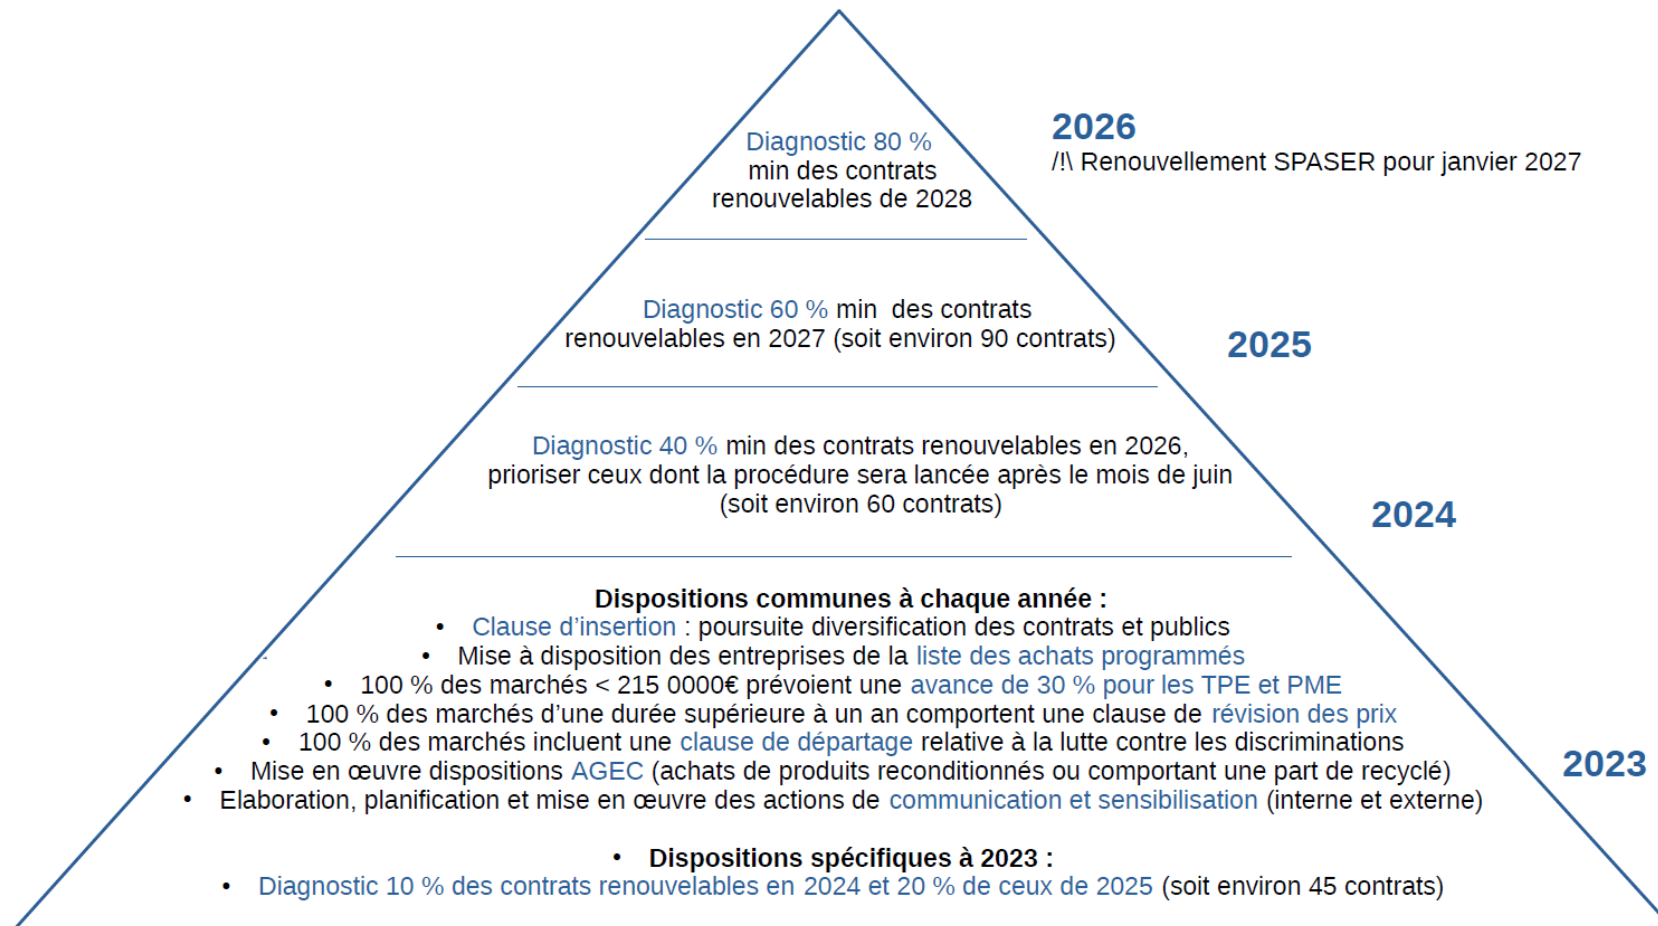 2026
/!\ Renouvellement SPASER pour janvier 2027
Diagnostic 80 %
min des contrats
renouvelables de 2028
Diagnostic 60 % min  des contrats
renouvelables en 2027 (soit environ 90 contrats)
2025
Diagnostic 40 % min des contrats renouvelables en 2026,
prioriser ceux dont la procédure sera lancée après le mois de juin
(soit environ 60 contrats)
2024
Dispositions communes à chaque année :
• Clause d’insertion : poursuite diversification des contrats et publics
• Mise à disposition des entreprises de la liste des achats programmés
• 100 % des marchés < 215 0000€ prévoient une avance de 30 % pour les TPE et PME
• 100 % des marchés d’une durée supérieure à un an comportent une clause de révision des prix
• 100 % des marchés incluent une clause de départage relative à la lutte contre les discriminations
• Mise en œuvre dispositions AGEC (achats de produits reconditionnés ou comportant une part de recyclé)
2023
• Elaboration, planification et mise en œuvre des actions de communication et sensibilisation (interne et externe)
• Dispositions spécifiques à 2023 :
• Diagnostic 10 % des contrats renouvelables en 2024 et 20 % de ceux de 2025 (soit environ 45 contrats)